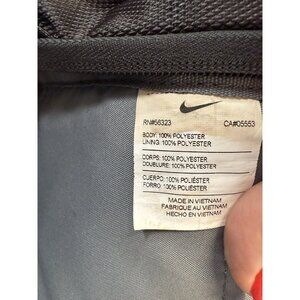 RN#56323 CA#05553
BODY: 100% POLYESTER
LINING: 100% POLYESTER
CORPS: 100% POLYESTER
DOUBLURE: 100% POLYESTER
CUERPO: 100% POLIÉSTER
FORRO: 100% POLIÉSTER
MADE IN VIETNAM
FABRIQUE AU VIETNAM
HECHO EN VIETNAM